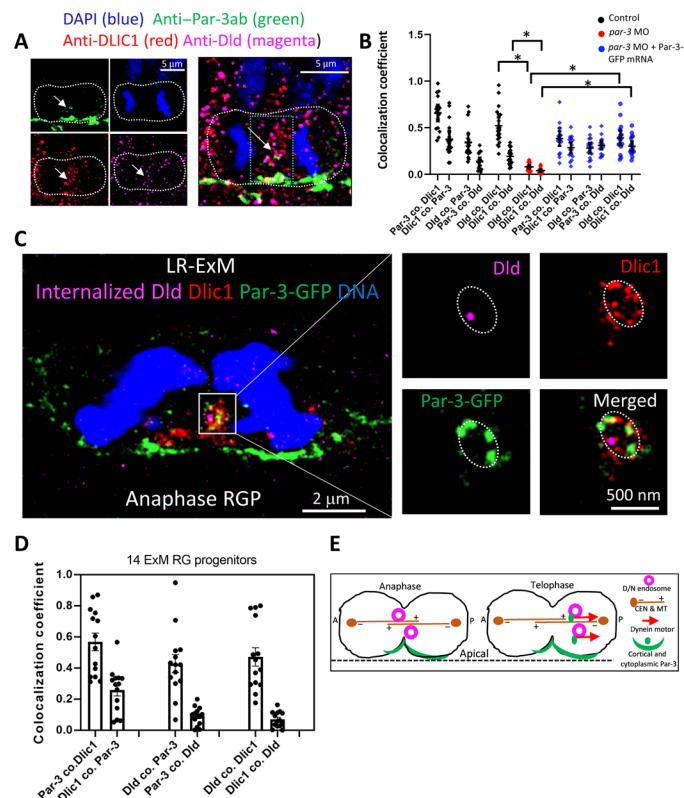 DAPI (blue) Anti–Par-3ab (green)
Anti-DLIC1 (red) Anti-Dld (magenta)
A
5 μm
5 μm
B
Control
par-3 MO
par-3 MO + Par-3-
GFP mRNA
Colocalization coefficient
1.5
1.0
0.5
0.0
* * * *
Par-3 co. Dlic1
Dlic1 co. Par-3
Dld co. Par-3
Par-3 co. Dld
Dld co. Dlic1
Dlic1 co. Dld
Dld co. Dlic1
Dlic1 co. Dld
Par-3 co. Dlic1
Dlic1 co. Par-3
Dld co. Par-3
Par-3 co. Dld
Dld co. Dlic1
Dlic1 co. Dld
C
LR-ExM
Internalized Dld Dlic1 Par-3-GFP DNA
Anaphase RGP
2 μm
Dld
Dlic1
Par-3-GFP
Merged
500 nm
D
14 ExM RG progenitors
Colocalization coefficient
1.0
0.8
0.6
0.4
0.2
0.0
Par-3 co.Dlic1
Dlic1 co. Par-3
Dld co. Par-3
Par-3 co. Dld
Dld co. Dlic1
Dlic1 co. Dld
E
Anaphase
A
P
− + + −
Telophase
A
P
− + + −
Apical
D/N endosome
− +
CEN & MT
Dynein motor
Cortical and
cytoplasmic Par-3